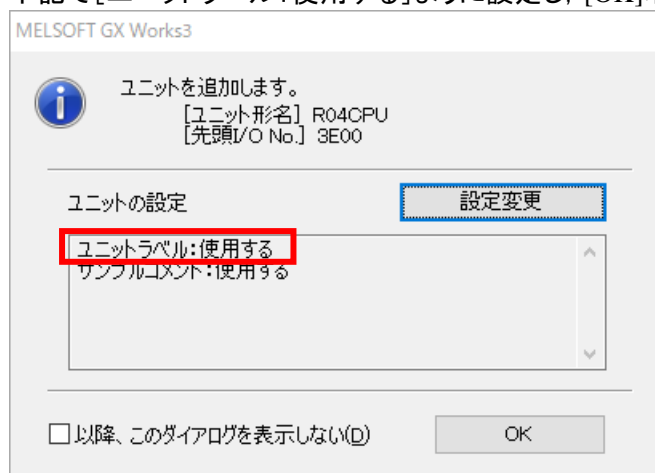 MELSOFT GX Works3
ユニットを追加します。
[ユニット形名] R04CPU
[先頭I/O No.] 3E00
ユニットの設定
設定変更
ユニットラベル:使用する
サンプルコメント:使用する
□以降、このダイアログを表示しない(D)
OK